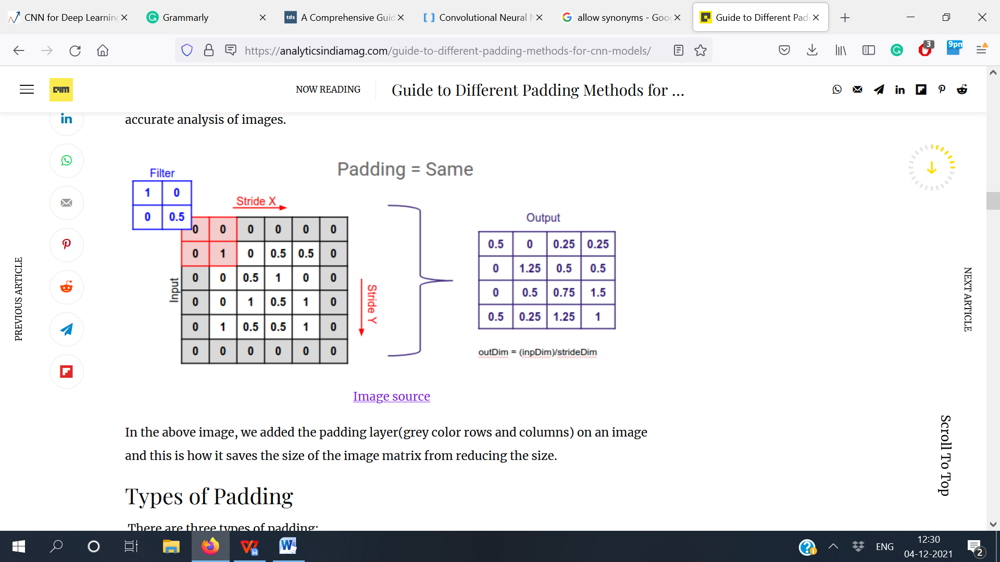 CNN for Deep Learning
Grammarly
tds A Comprehensive Guid
Convolutional Neural N
allow synonyms - Goog
Guide to Different Pad
https://analyticsindiamag.com/guide-to-different-padding-methods-for-cnn-models/
3
9pm
AIM
NOW READING
Guide to Different Padding Methods for ...
accurate analysis of images.
Padding = Same
Filter
1 0
0 0.5
Stride X
Input
0 0 0 0 0 0
0 1 0 0.5 0.5 0
0 0 0.5 1 0 0
0 0 1 0.5 1 0
0 1 0.5 0.5 1 0
0 0 0 0 0 0
Stride Y
Output
0.5 0 0.25 0.25
0 1.25 0.5 0.5
0 0.5 0.75 1.5
0.5 0.25 1.25 1
outDim = (inpDim)/strideDim
Image source
In the above image, we added the padding layer(grey color rows and columns) on an image
and this is how it saves the size of the image matrix from reducing the size.
Types of Padding
There are three types of padding:
PREVIOUS ARTICLE
NEXT ARTICLE
Scroll To Top
ENG
12:30
04-12-2021
2